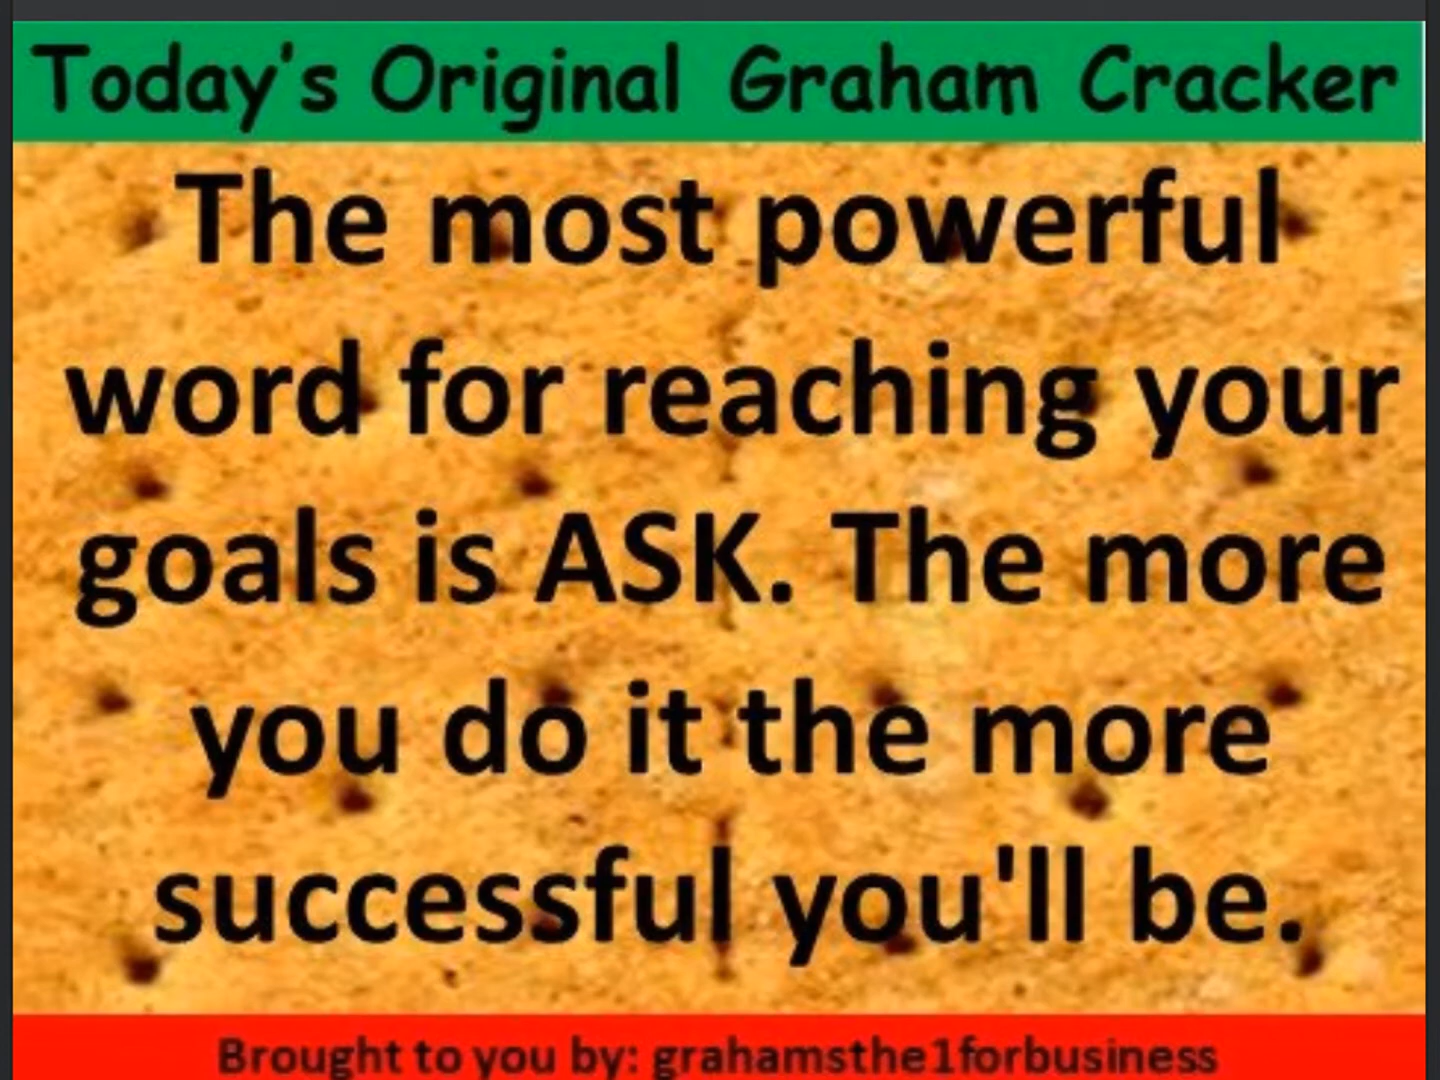 Today's Original Graham Cracker
The most powerful
word for reaching your
goals is ASK. The more
you do it the more
successful you'll be.
Brought to you by: grahamsthe1forbusiness